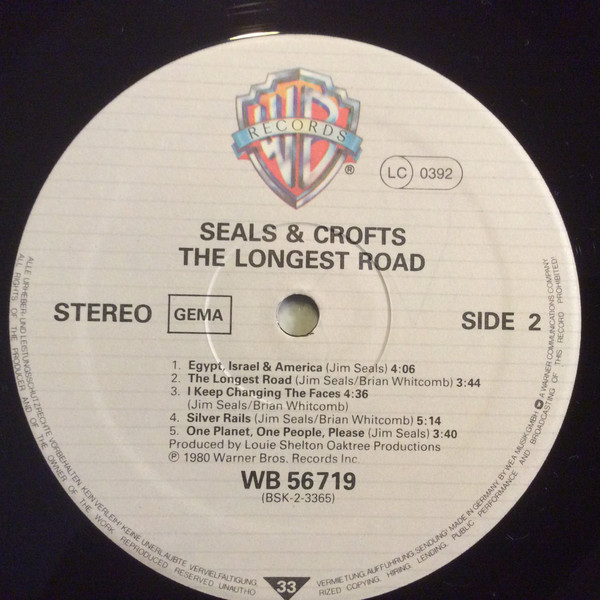 WB
RECORDS
®
LC 0392
SEALS & CROFTS
THE LONGEST ROAD
STEREO
GEMA
SIDE 2
1. Egypt, Israel & America (Jim Seals) 4:06
2. The Longest Road (Jim Seals/Brian Whitcomb) 3:44
3. I Keep Changing The Faces 4:36
(Jim Seals/Brian Whitcomb)
4. Silver Rails (Jim Seals/Brian Whitcomb) 5:14
5. One Planet, One People, Please (Jim Seals) 3:40
Produced by Louie Shelton Oaktree Productions
℗ 1980 Warner Bros. Records Inc.
WB 56719
(BSK-2-3365)
33
ALLE URHEBER- UND LEISTUNGSSCHUTZRECHTE VORBEHALTEN. KEIN VERLEIH! KEINE UNERLAUBTE VERVIELFÄLTIGUNG, VERMIETUNG, AUFFÜHRUNG, SENDUNG!
ALL RIGHTS OF THE PRODUCER AND OF THE OWNER OF THE WORK REPRODUCED RESERVED. UNAUTHORIZED COPYING, HIRING, LENDING, PUBLIC PERFORMANCE AND BROADCASTING OF THIS RECORD PROHIBITED!
MADE IN GERMANY BY WEA MUSIK GMBH. A WARNER COMMUNICATIONS COMPANY